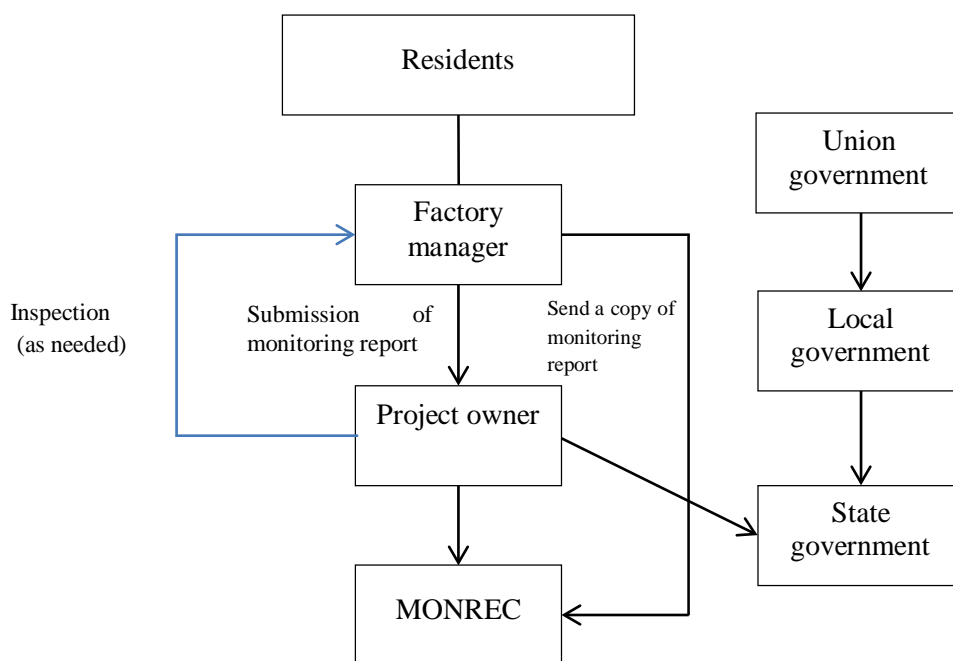 Residents
Union
government
Factory
manager
Inspection
(as needed)
Submission of
monitoring report
Send a copy of
monitoring
report
Local
government
Project owner
State
government
MONREC